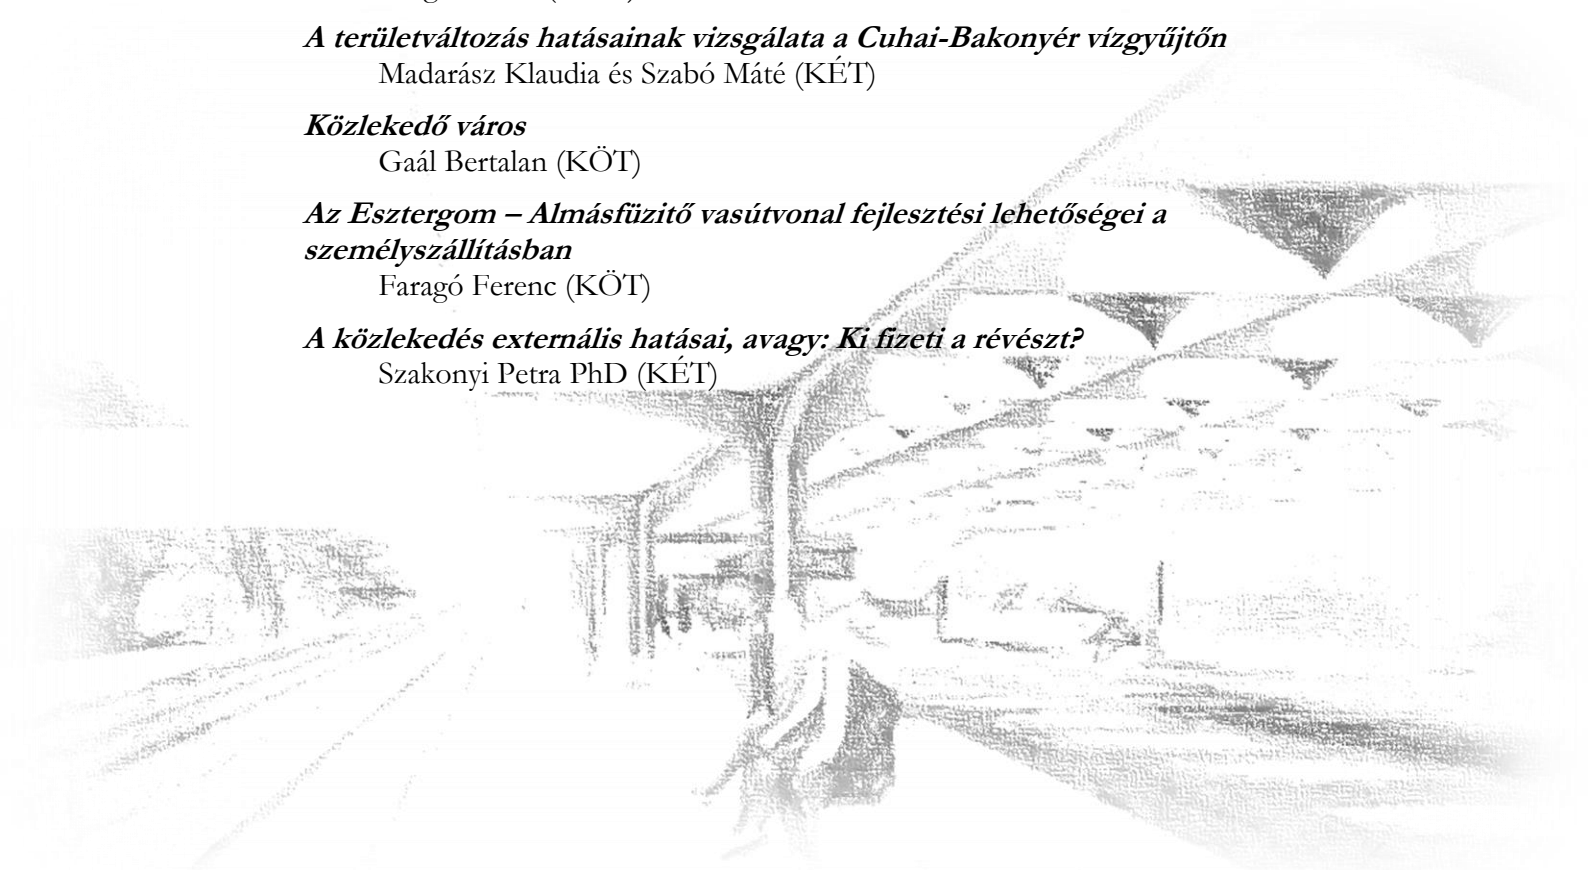 A területváltozás hatásainak vizsgálata a Cuhai-Bakonyér vízgyűjtőn
Madarász Klaudia és Szabó Máté (KÉT)
Közlekedő város
Gaál Bertalan (KÖT)
Az Esztergom – Almásfüzitő vasútvonal fejlesztési lehetőségei a
személyszállításban
Faragó Ferenc (KÖT)
A közlekedés externális hatásai, avagy: Ki fizeti a révészt?
Szakonyi Petra PhD (KÉT)